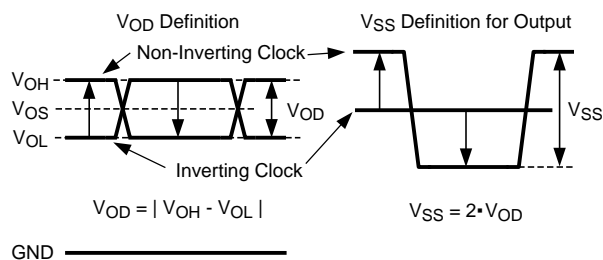 VOD Definition
VSS Definition for Output
Non-Inverting Clock
VOH
VOS
VOL
VOD
VSS
Inverting Clock
VOD = | VOH - VOL |
VSS = 2·VOD
GND